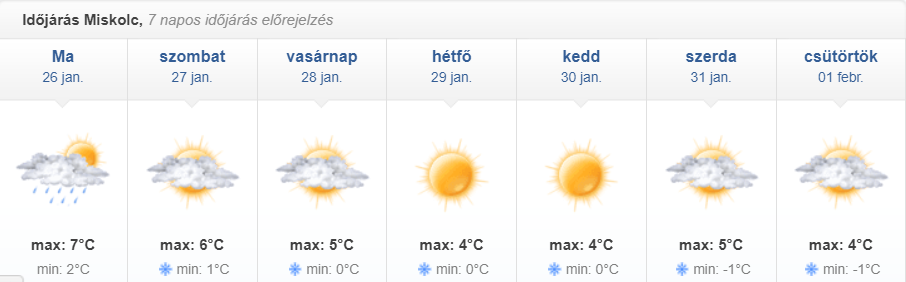 Időjárás Miskolc, 7 napos időjárás előrejelzés
Ma szombat vasárnap hétfő kedd szerda csütörtök
26 jan. 27 jan. 28 jan. 29 jan. 30 jan. 31 jan. 01 febr.
max: 7°C max: 6°C max: 5°C max: 4°C max: 4°C max: 5°C max: 4°C
min: 2°C min: 1°C min: 0°C min: 0°C min: 0°C min: -1°C min: -1°C